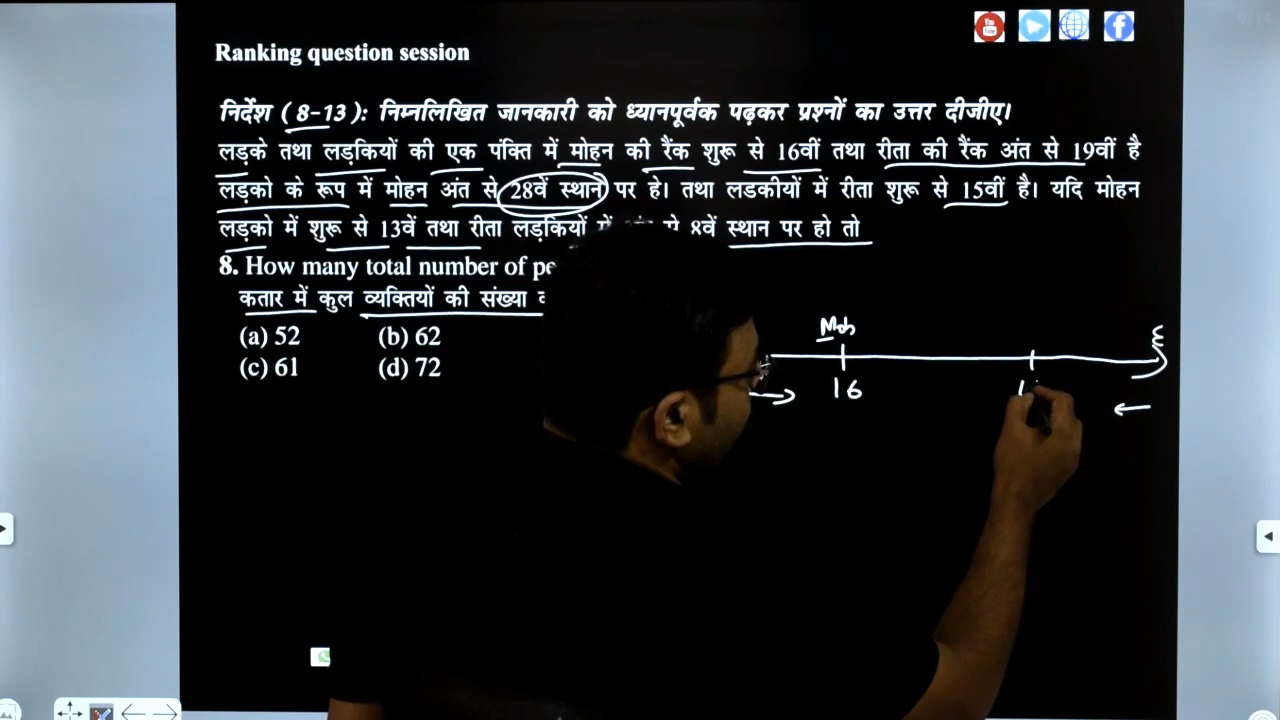 Ranking question session
निर्देश ( 8-13 ): निम्नलिखित जानकारी को ध्यानपूर्वक पढ़कर प्रश्नों का उत्तर दीजीए।
लड़के तथा लड़कियों की एक पंक्ति में मोहन की रैंक शुरू से 16वीं तथा रीता की रैंक अंत से 19वीं है
लड़को के रूप में मोहन अंत से 28वें स्थान पर हे। तथा लडकीयों में रीता शुरू से 15वीं है। यदि मोहन
लड़को में शुरू से 13वें तथा रीता लड़कियों में से 8वें स्थान पर हो तो
8. How many total number of
कतार में कुल व्यक्तियों की संख्या
(a) 52 (b) 62
(c) 61 (d) 72
Moh
16